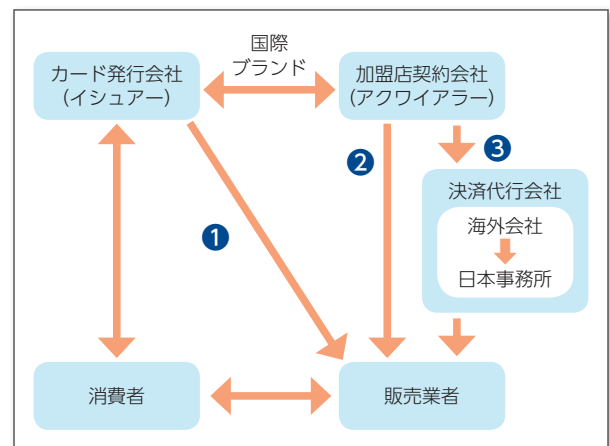 国際
ブランド
カード発行会社
(イシュアー)
加盟店契約会社
(アクワイアラー)
❶
❷
❸
決済代行会社
海外会社
日本事務所
消費者
販売業者